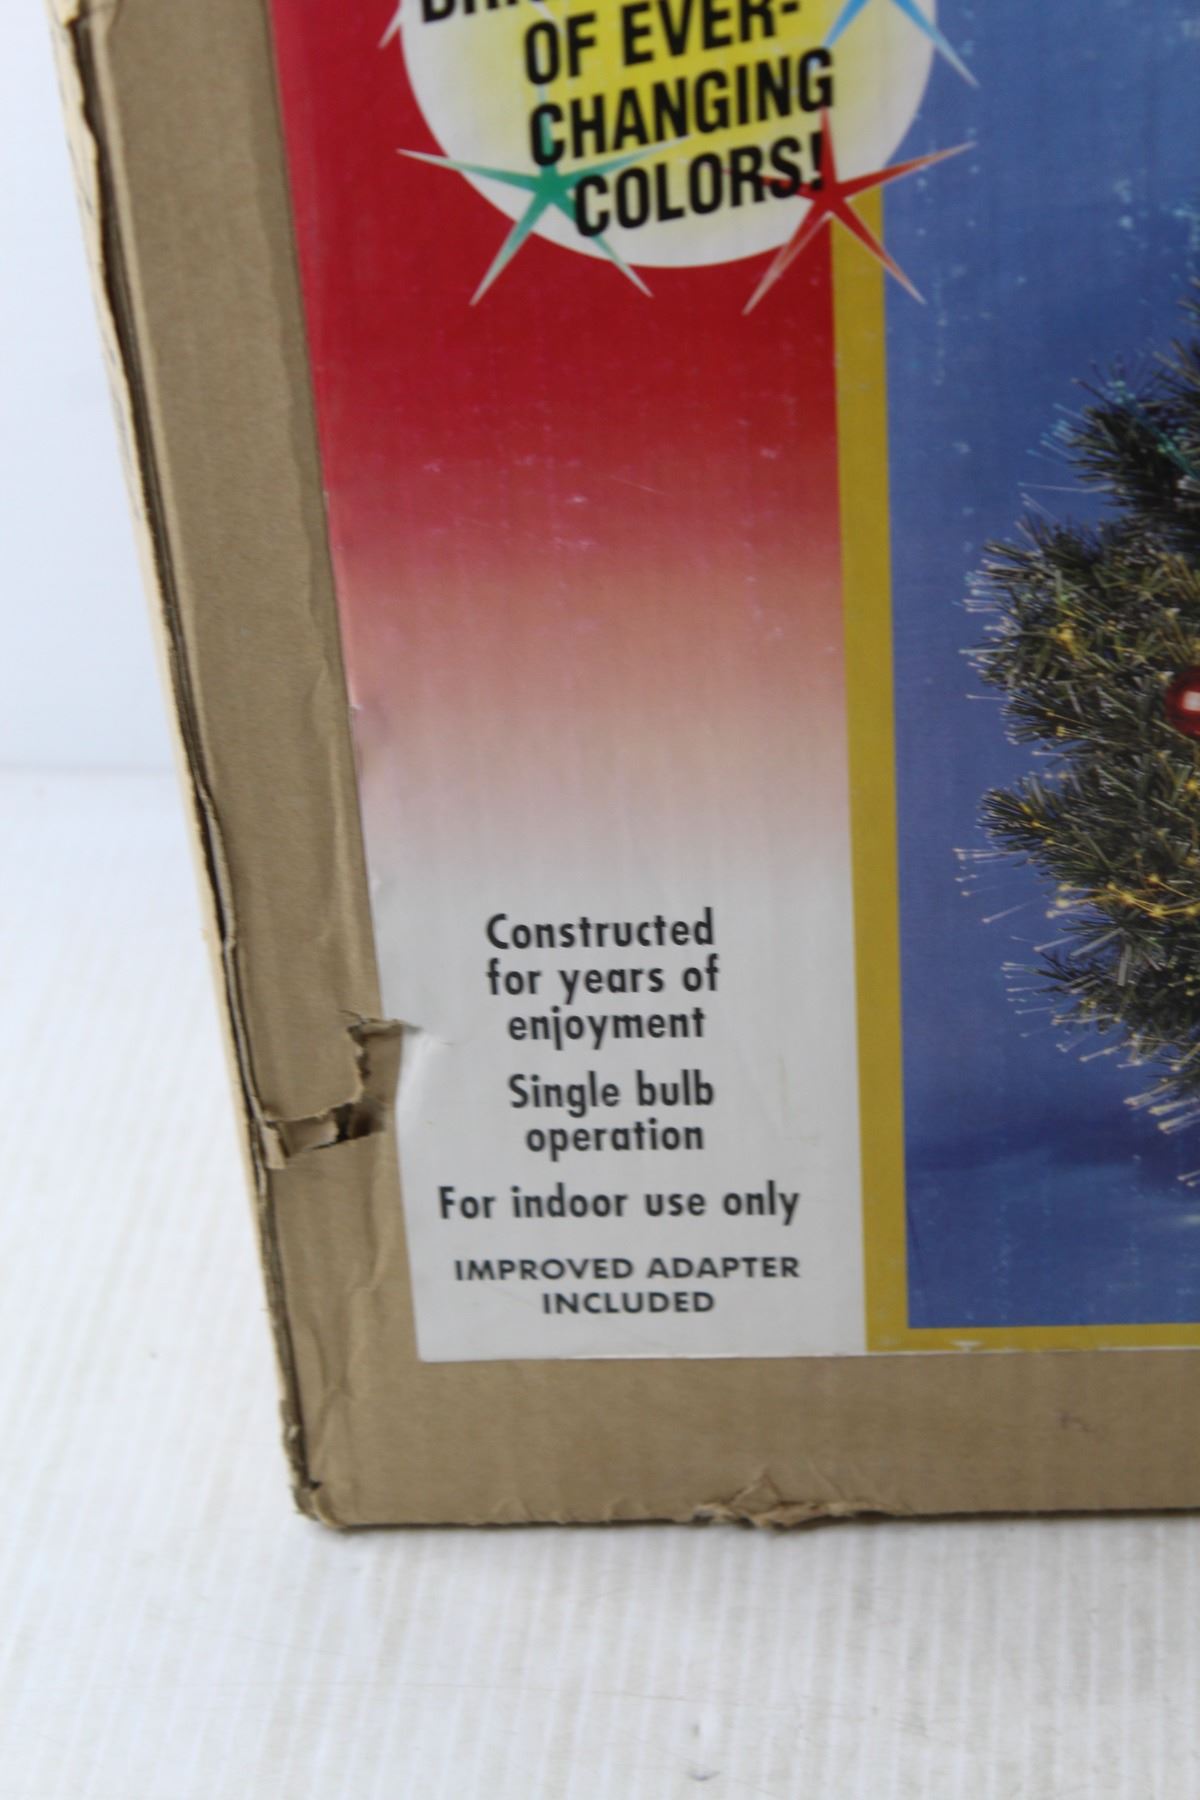 OF EVER-
CHANGING
COLORS!
Constructed
for years of
enjoyment
Single bulb
operation
For indoor use only
IMPROVED ADAPTER
INCLUDED